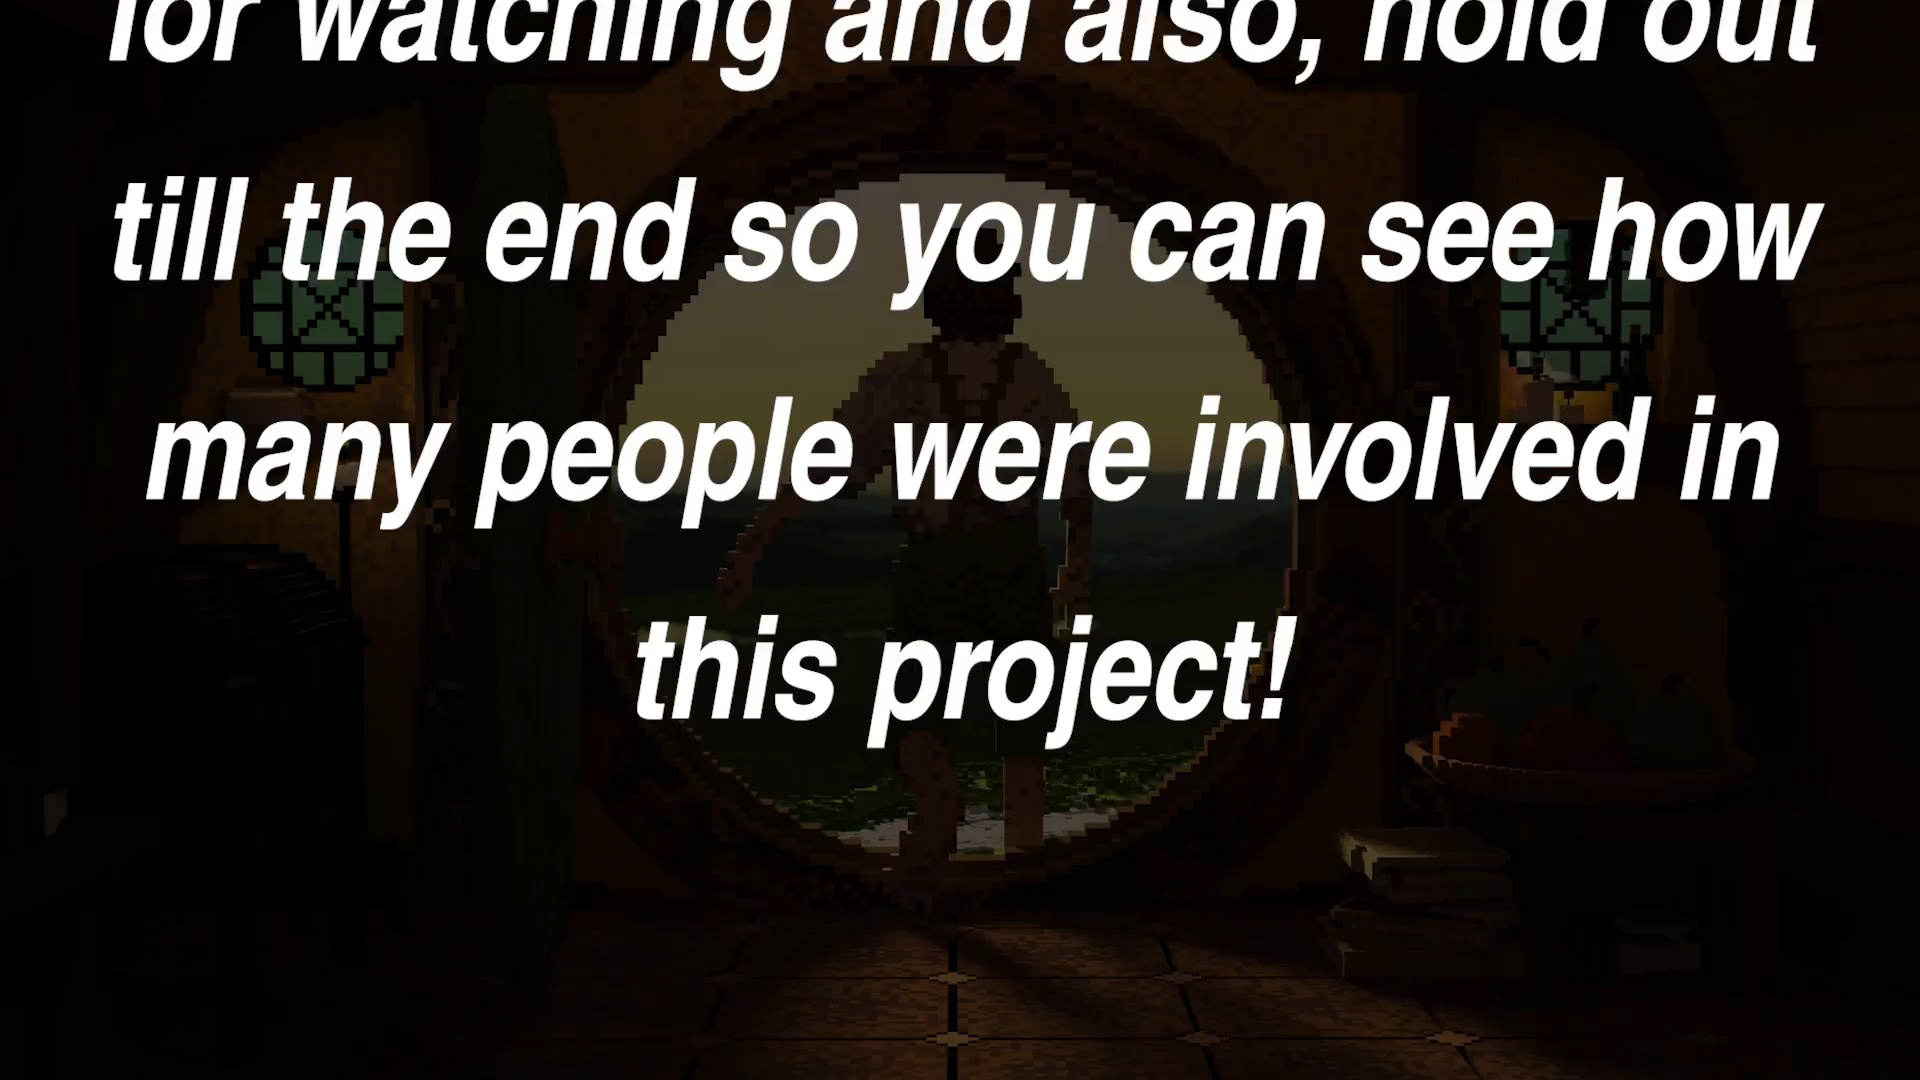 for watching and also, hold out
till the end so you can see how
many people were involved in
this project!